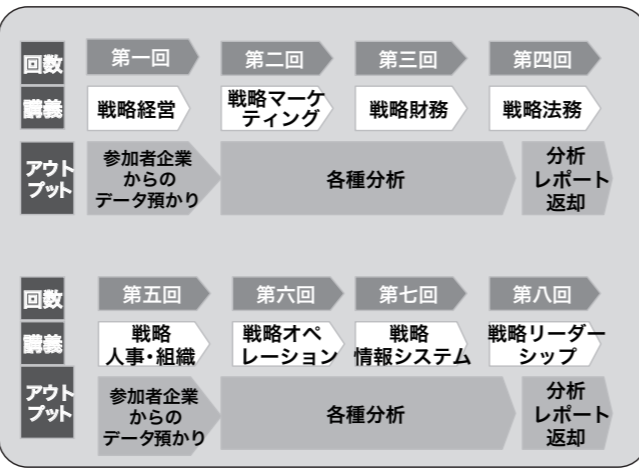 回数
第一回
第二回
第三回
第四回
講義
戦略経営
戦略マーケ
ティング
戦略財務
戦略法務
アウト
プット
参加者企業
からの
データ預かり
各種分析
分析
レポート
返却
回数
第五回
第六回
第七回
第八回
講義
戦略
人事・組織
戦略オペ
レーション
戦略
情報システム
戦略リーダー
シップ
アウト
プット
参加者企業
からの
データ預かり
各種分析
分析
レポート
返却